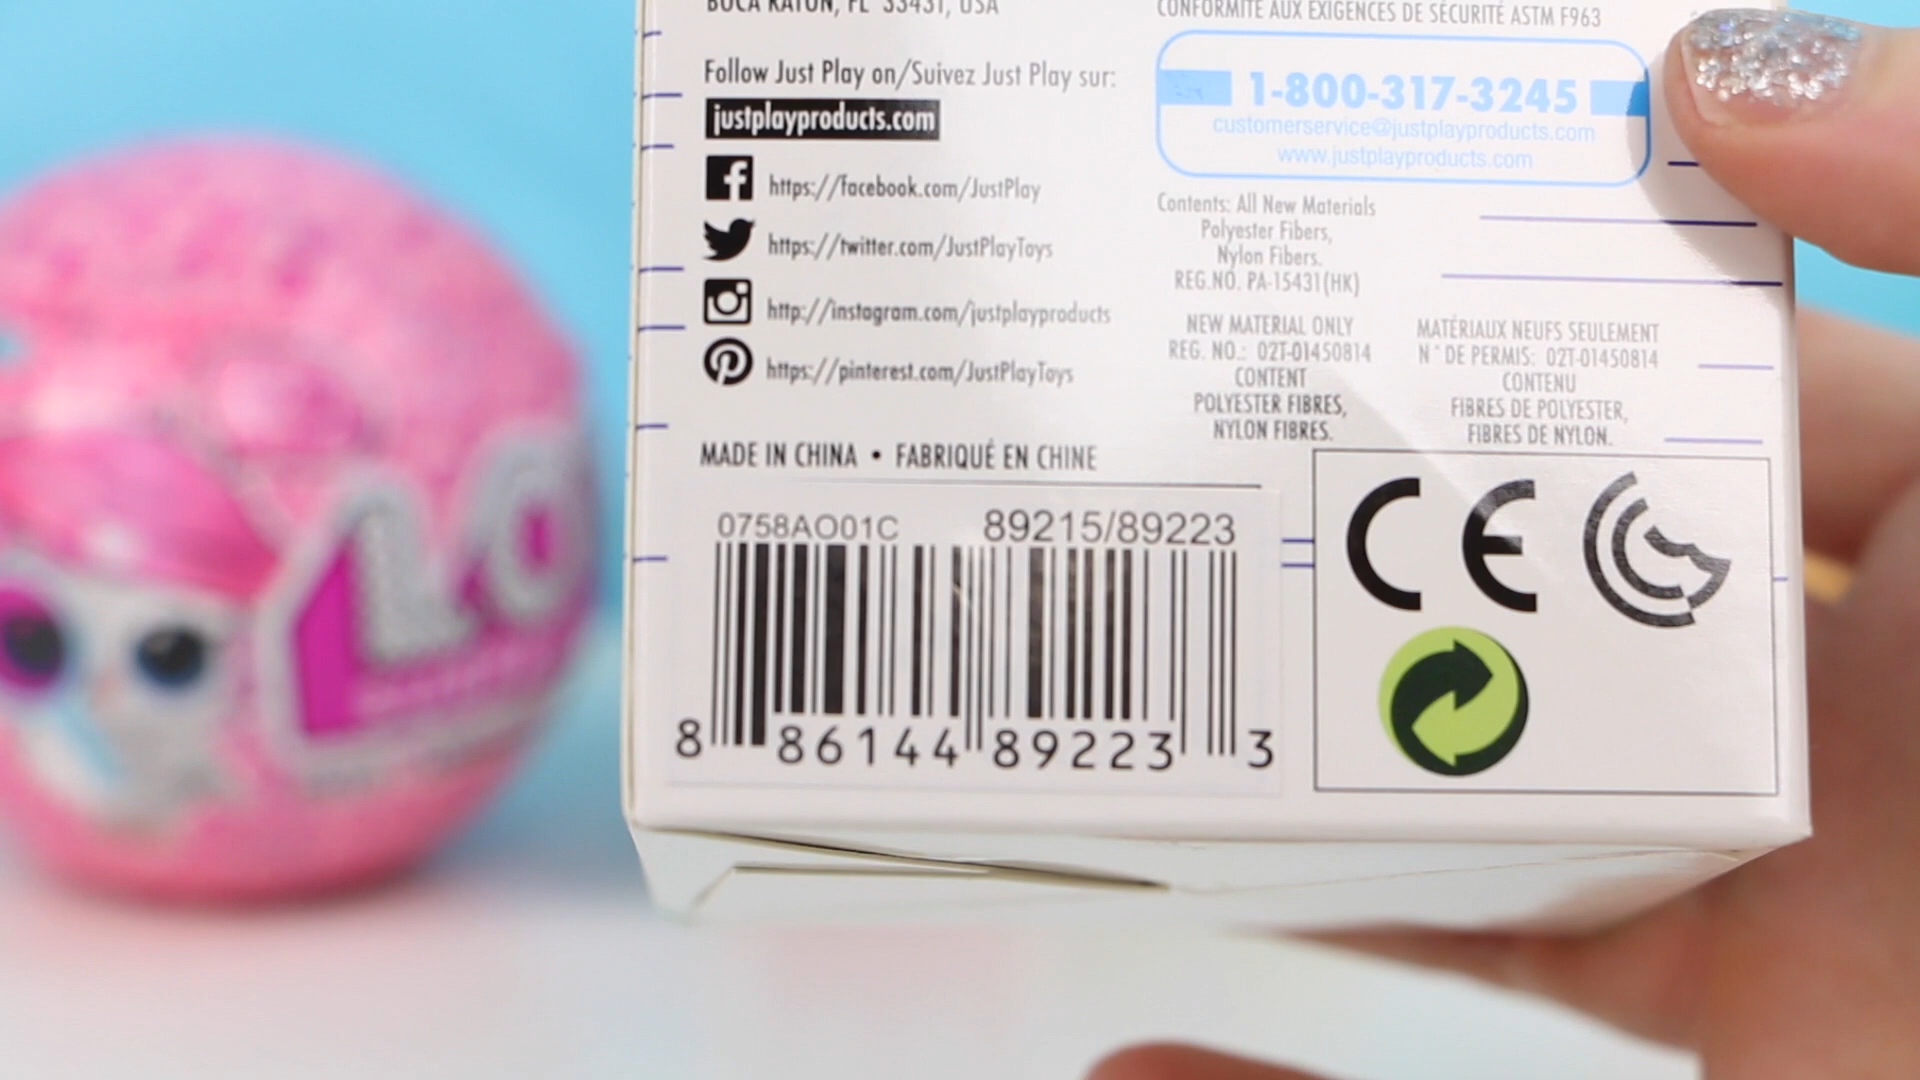 BOCA RATON, FL 33431, USA
Follow Just Play on/Suivez Just Play sur:
justplayproducts.com
https://facebook.com/JustPlay
https://twitter.com/JustPlayToys
http://instagram.com/justplayproducts
https://pinterest.com/JustPlayToys
MADE IN CHINA • FABRIQUÉ EN CHINE
0758AO01C 89215/89223
8 86144 89223 3
CONFORMITÉ AUX EXIGENCES DE SÉCURITÉ ASTM F963
1-800-317-3245
customerservice@justplayproducts.com
www.justplayproducts.com
Contents: All New Materials
Polyester Fibers,
Nylon Fibers.
REG.NO. PA-15431(HK)
NEW MATERIAL ONLY
REG. NO.: 02T-01450814
CONTENT
POLYESTER FIBRES,
NYLON FIBRES.
MATÉRIAUX NEUFS SEULEMENT
N° DE PERMIS: 02T-01450814
CONTENU
FIBRES DE POLYESTER,
FIBRES DE NYLON.
CE